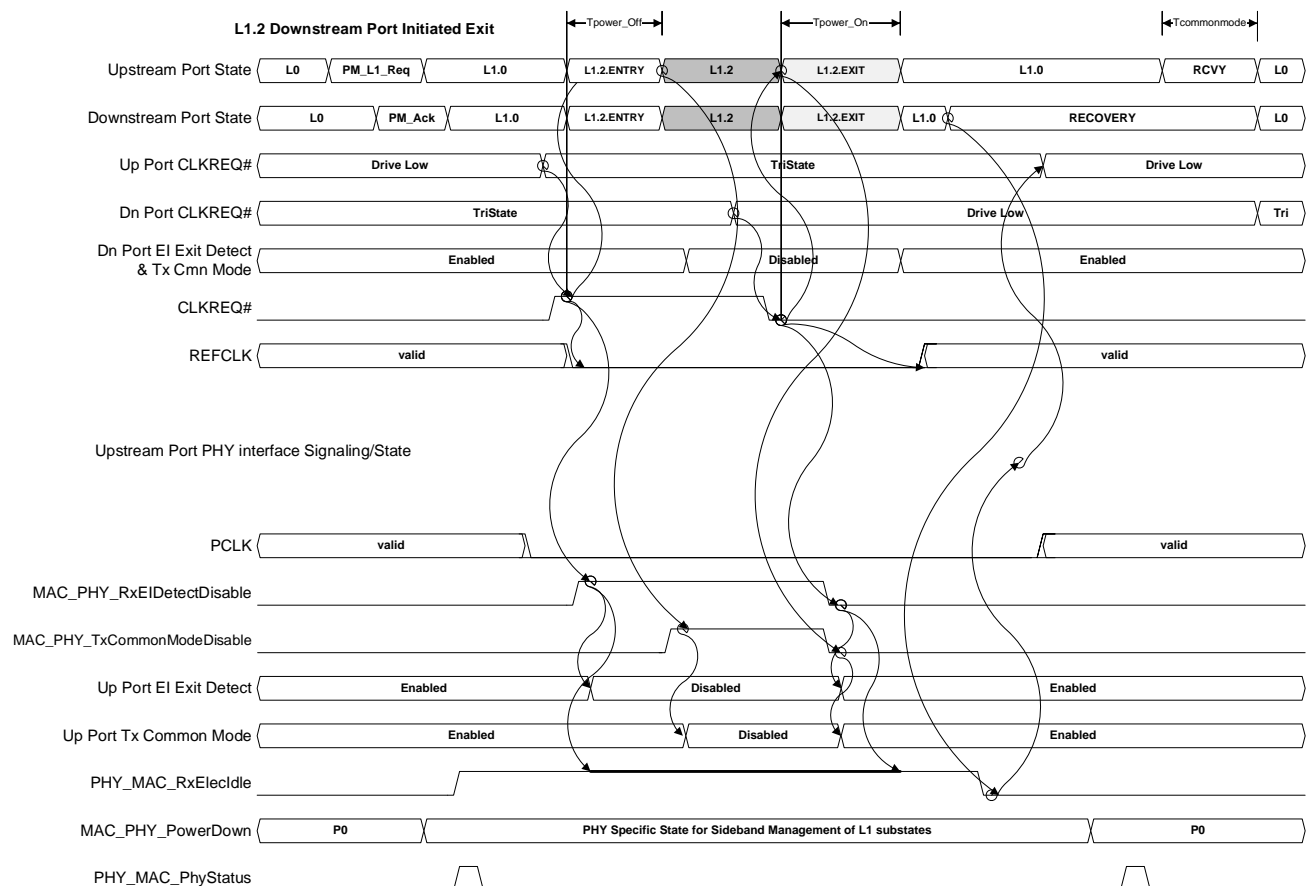 Tpower_Off Tpower_On Tcommonmode
L1.2 Downstream Port Initiated Exit
Upstream Port State L0 PM_L1_Req L1.0 L1.2.ENTRY L1.2 L1.2.EXIT L1.0 RCVY L0
Downstream Port State L0 PM_Ack L1.0 L1.2.ENTRY L1.2 L1.2.EXIT L1.0 RECOVERY L0
Up Port CLKREQ# Drive Low TriState Drive Low
Dn Port CLKREQ# TriState Drive Low Tri
Dn Port EI Exit Detect
& Tx Cmn Mode Enabled Disabled Enabled
CLKREQ#
REFCLK valid valid
Upstream Port PHY interface Signaling/State
PCLK valid valid
MAC_PHY_RxEIDetectDisable
MAC_PHY_TxCommonModeDisable
Up Port EI Exit Detect Enabled Disabled Enabled
Up Port Tx Common Mode Enabled Disabled Enabled
PHY_MAC_RxElecIdle
MAC_PHY_PowerDown P0 PHY Specific State for Sideband Management of L1 substates P0
PHY_MAC_PhyStatus